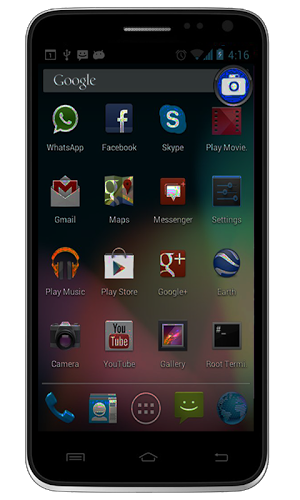 1 4:16
Google
WhatsApp Facebook Skype Play Movie.
Gmail Maps Messenger Settings
Play Music Play Store Google+ Earth
You
Tube
Camera YouTube Gallery Root Termi.